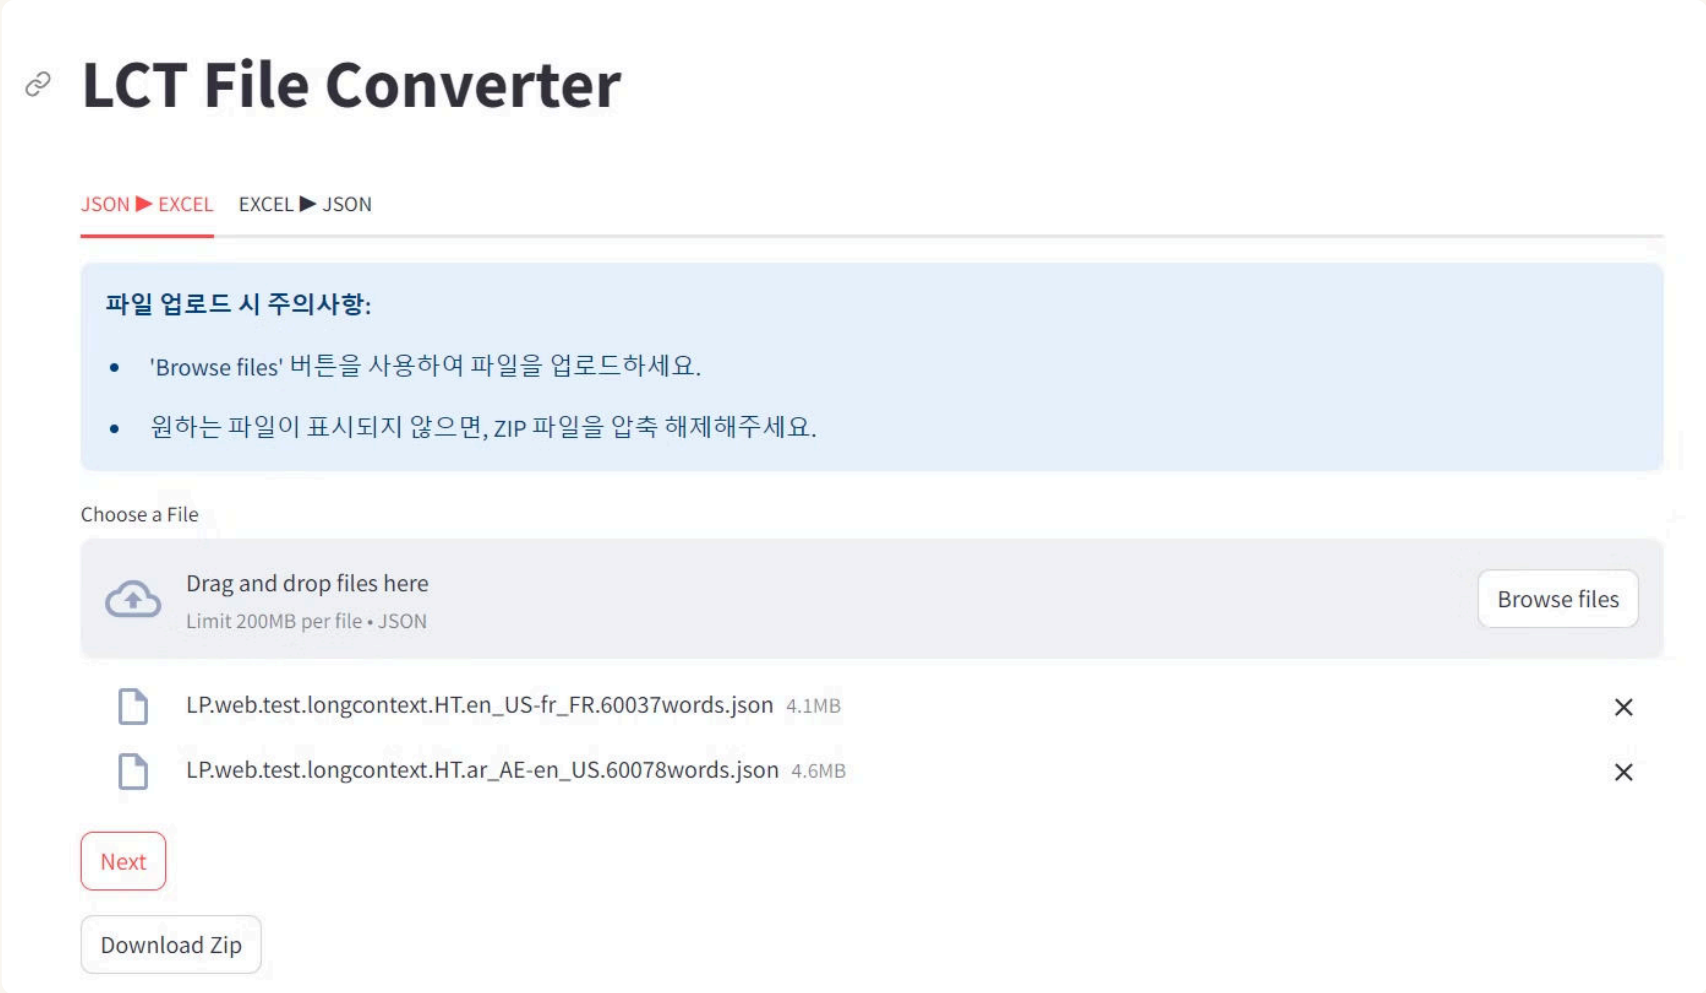 LCT File Converter
JSON ▶ EXCEL EXCEL ▶ JSON
파일 업로드 시 주의사항:
• 'Browse files' 버튼을 사용하여 파일을 업로드하세요.
• 원하는 파일이 표시되지 않으면, ZIP 파일을 압축 해제해주세요.
Choose a File
Drag and drop files here
Limit 200MB per file • JSON
Browse files
LP.web.test.longcontext.HT.en_US-fr_FR.60037words.json 4.1MB
LP.web.test.longcontext.HT.ar_AE-en_US.60078words.json 4.6MB
Next
Download Zip